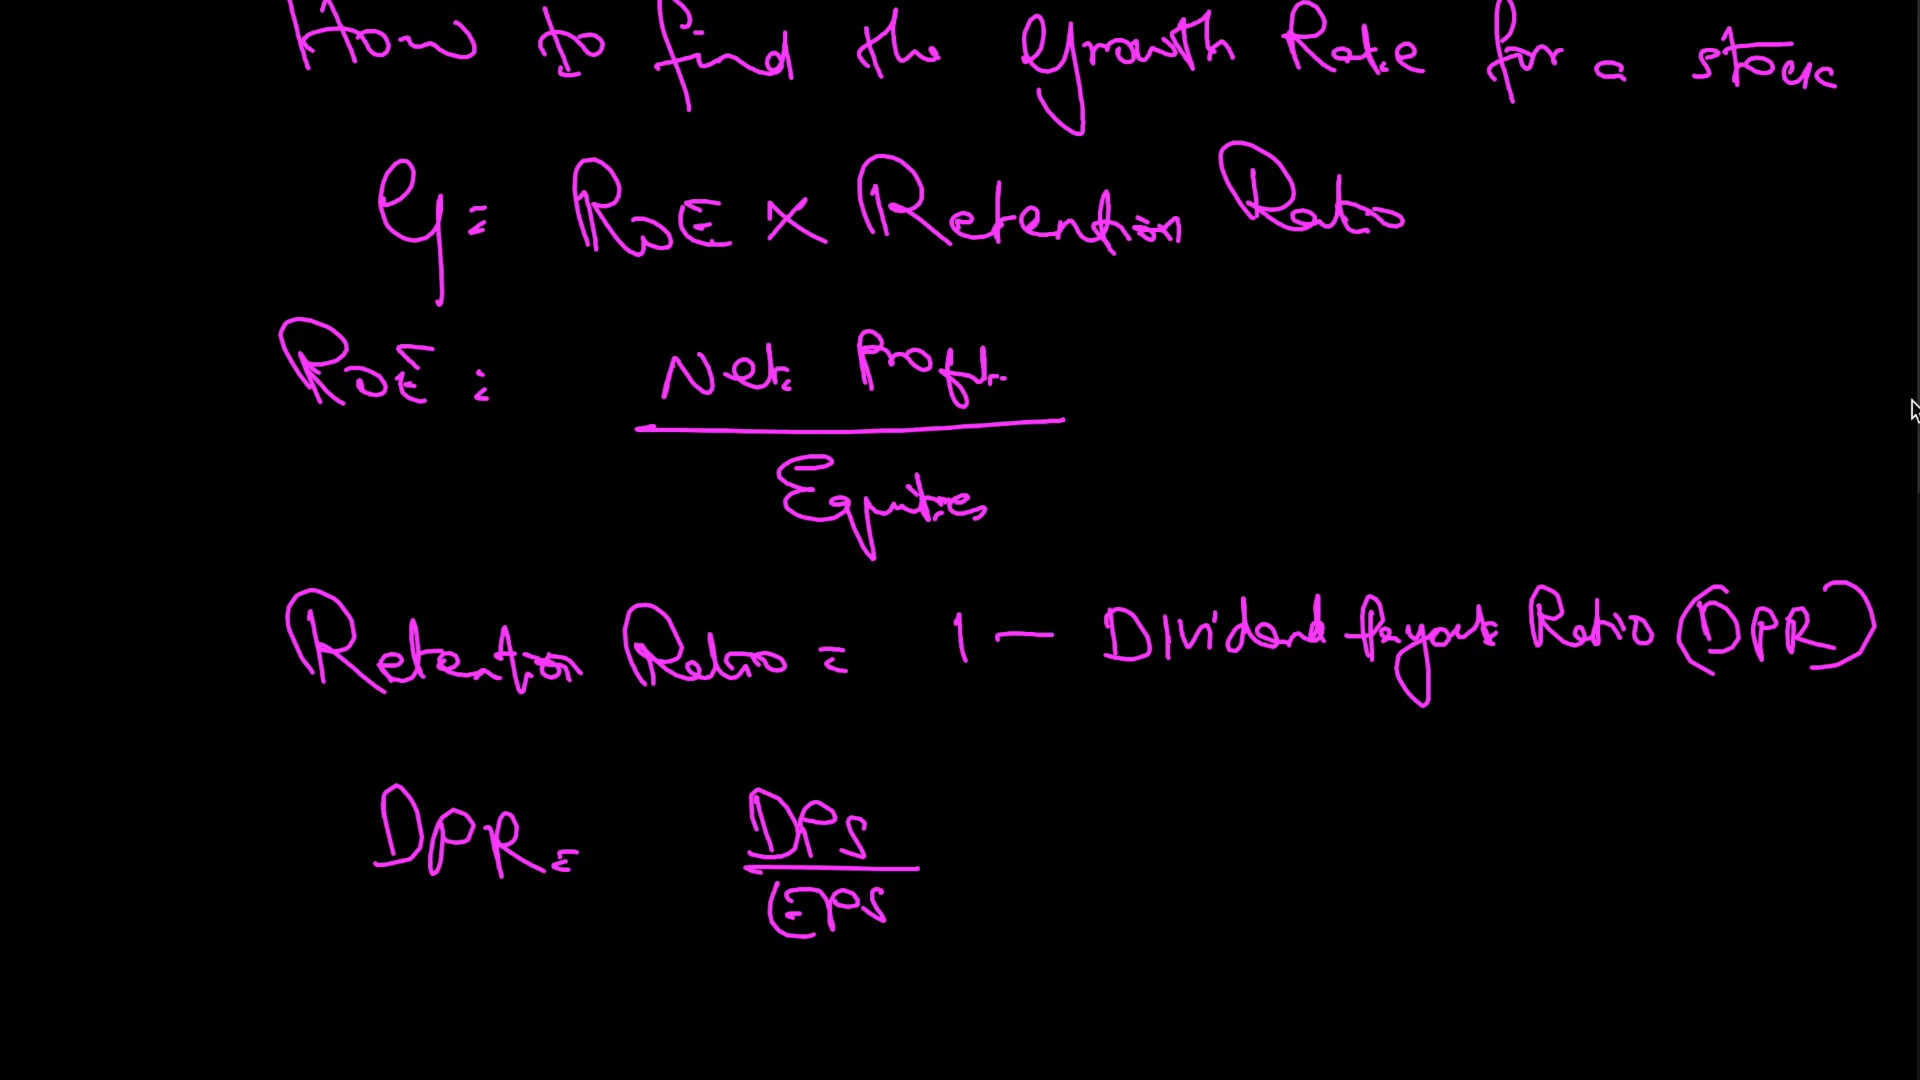 How to find the Growth Rate for a stock
g = ROE × Retention Ratio
ROE = Net Profit
Equities
Retention Ratio = 1 - Dividend Payout Ratio (DPR)
DPR = DPS
EPS